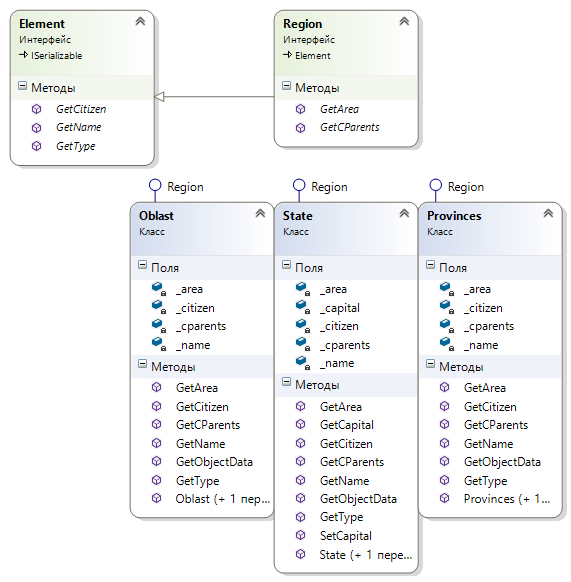 Element
Интерфейс
ISerializable
Методы
GetCitizen
GetName
GetType
Region
Интерфейс
Element
Методы
GetArea
GetCParents
Region
Oblast
Класс
Поля
_area
_citizen
_cparents
_name
Методы
GetArea
GetCitizen
GetCParents
GetName
GetObjectData
GetType
Oblast (+ 1 пер...
Region
State
Класс
Поля
_area
_capital
_citizen
_cparents
_name
Методы
GetArea
GetCapital
GetCitizen
GetCParents
GetName
GetObjectData
GetType
SetCapital
State (+ 1 пере...
Region
Provinces
Класс
Поля
_area
_citizen
_cparents
_name
Методы
GetArea
GetCitizen
GetCParents
GetName
GetObjectData
GetType
Provinces (+ 1...